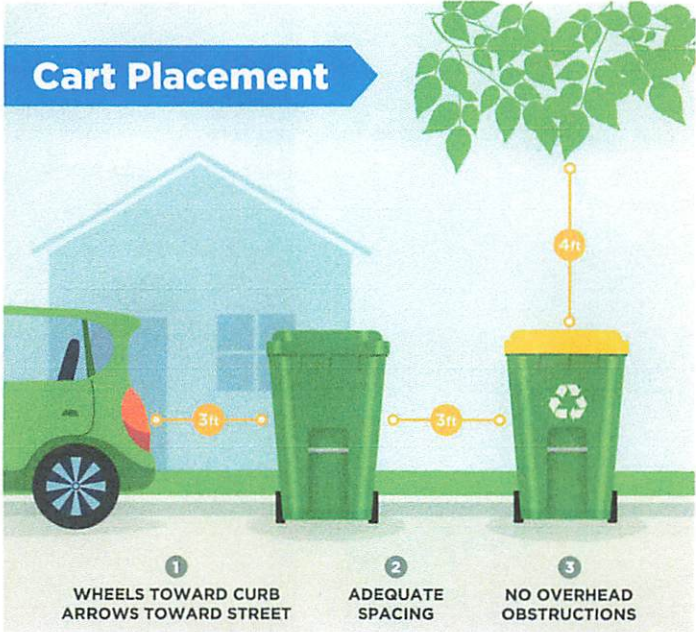 Cart Placement
4ft
3ft
3ft
1
WHEELS TOWARD CURB
ARROWS TOWARD STREET
2
ADEQUATE
SPACING
3
NO OVERHEAD
OBSTRUCTIONS